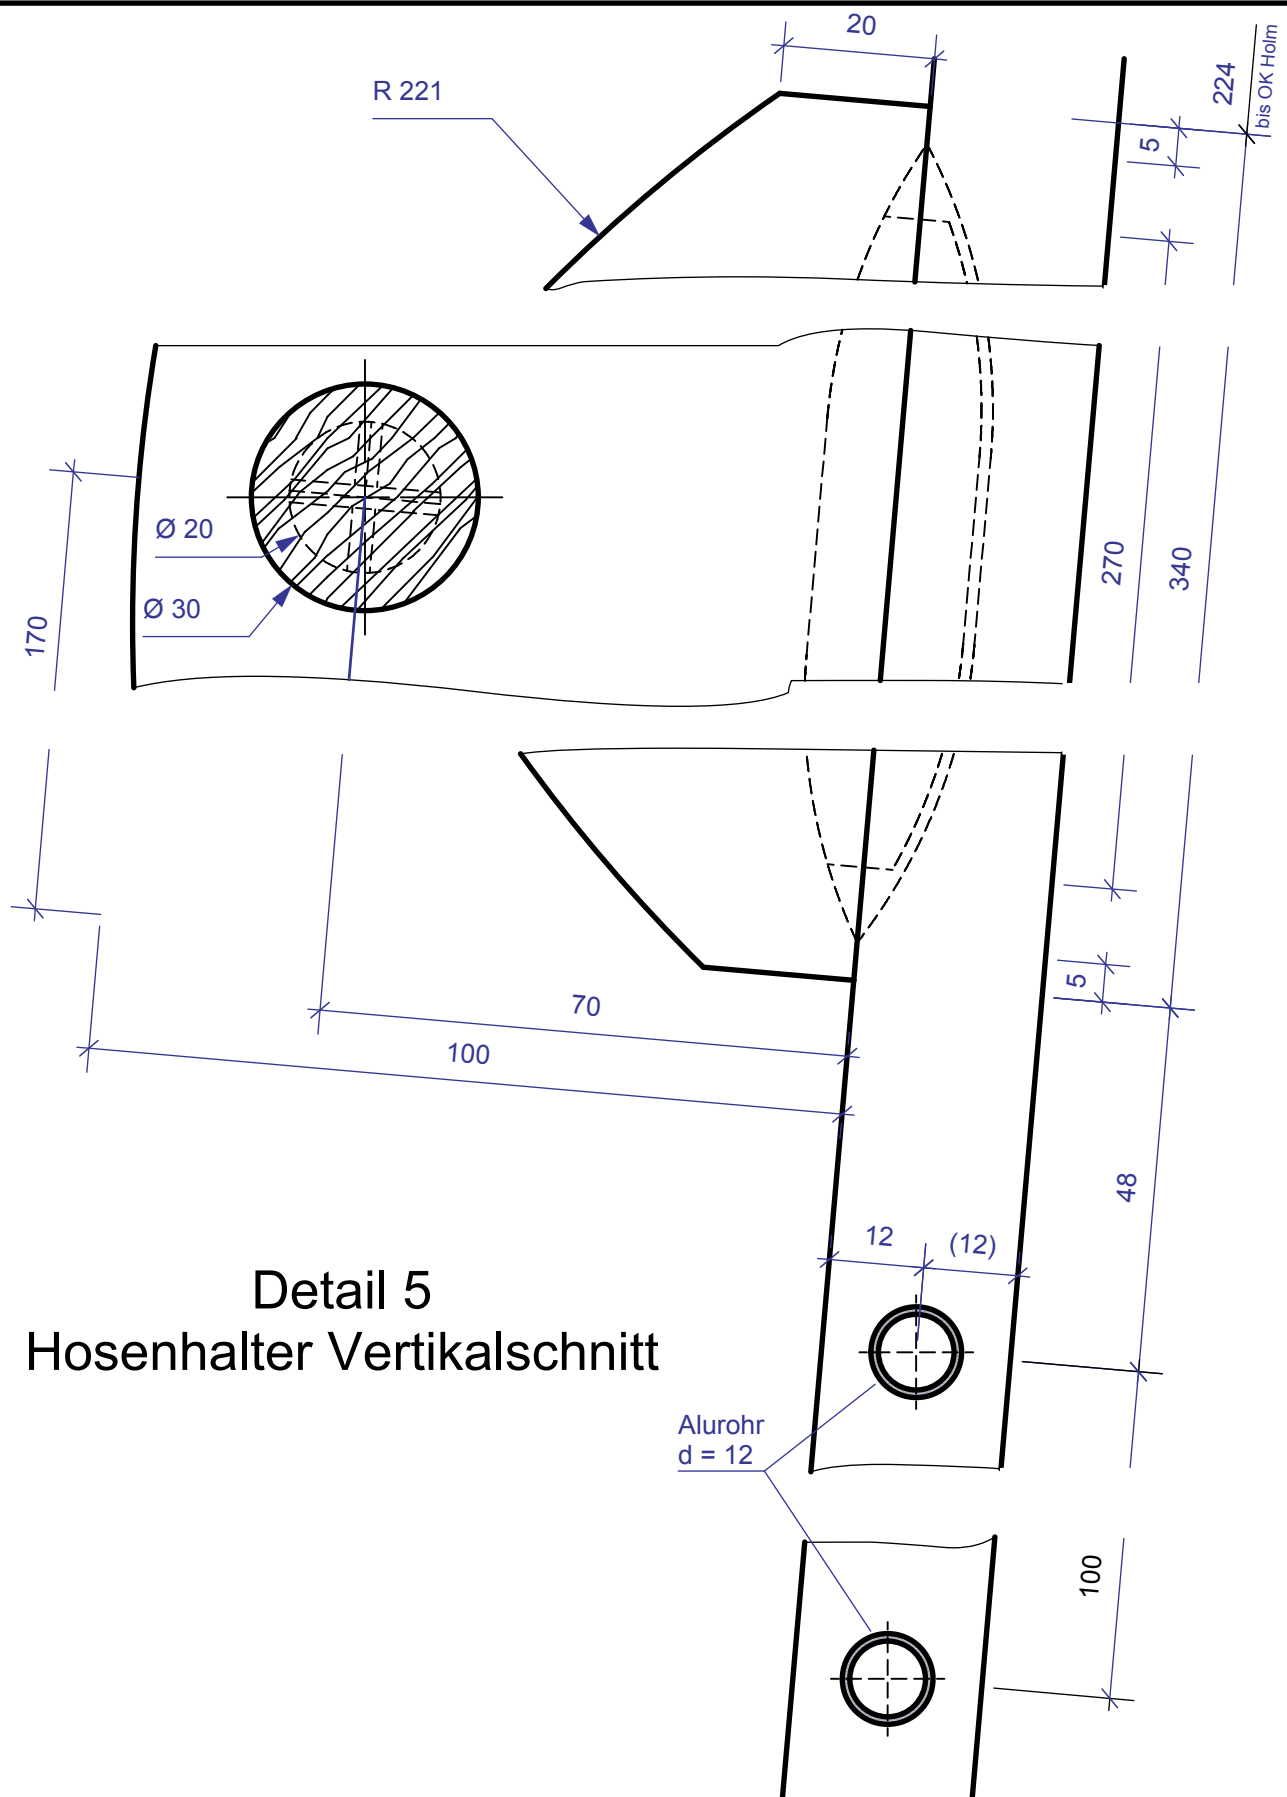 20
R 221
224
bis OK Holm
5
Ø 20
Ø 30
170
270
340
5
70
100
48
12
(12)
Detail 5
Hosenhalter Vertikalschnitt
Alurohr
d = 12
100